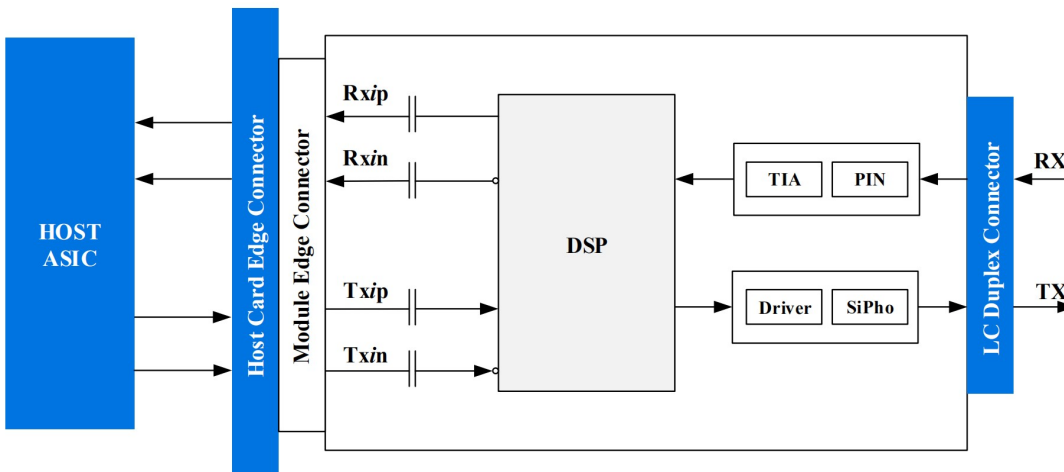 HOST
ASIC
Host Card Edge Connector
Module Edge Connector
Rxip
Rxin
Txip
Txin
DSP
TIA
PIN
Driver
SiPho
LC Duplex Connector
RX
TX